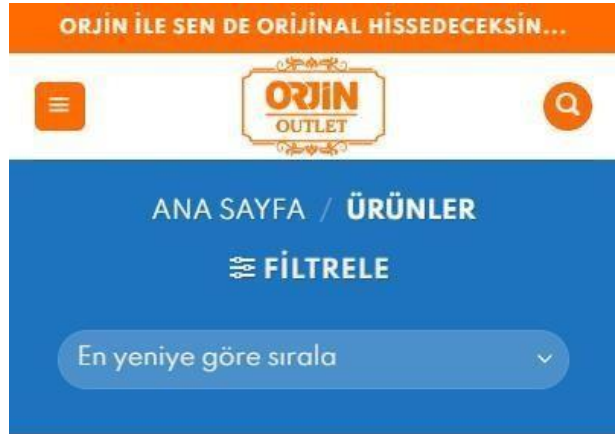 ORJİN İLE SEN DE ORİJİNAL HİSSEDECEKSİN...
ORJİN
OUTLET
ANA SAYFA / ÜRÜNLER
FİLTRELE
En yeniye göre sırala